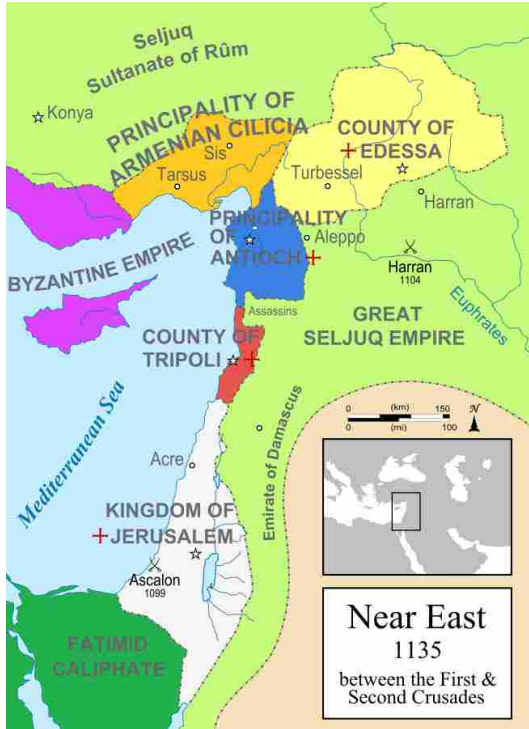 Seljuq
Sultanate of Rûm
Konya
PRINCIPALITY OF
ARMENIAN CILICIA
Sis
Tarsus
COUNTY OF
EDESSA
Turbessel
Harran
PRINCIPALITY
OF
ANTIOCH
Aleppo
Harran
1104
BYZANTINE EMPIRE
Euphrates
Assassins
GREAT
SELJUQ EMPIRE
COUNTY OF
TRIPOLI
Mediterranean Sea
Emirate of Damascus
0 (km) 150
0 (mi) 100
N
Acre
KINGDOM OF
JERUSALEM
Ascalon
1099
FATIMID
CALIPHATE
Near East
1135
between the First &
Second Crusades